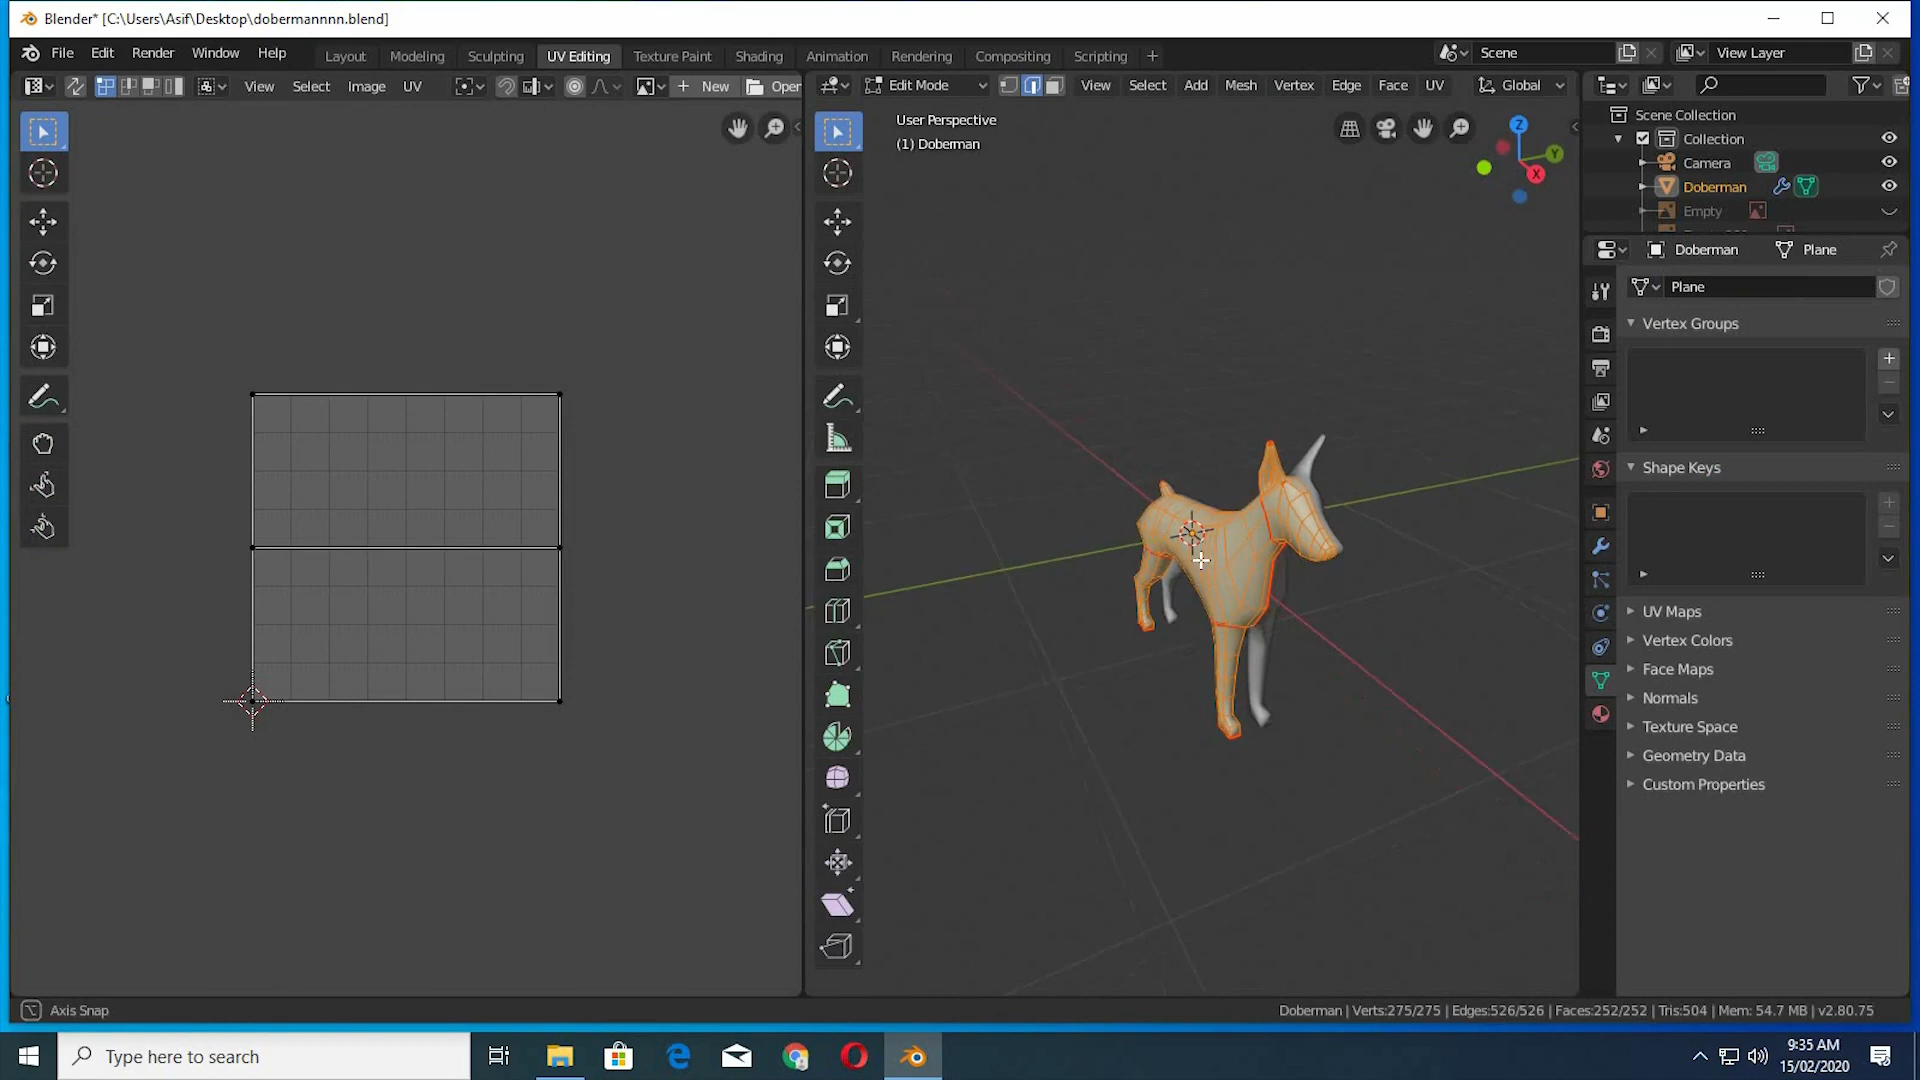 Blender* [C:\Users\Asif\Desktop\dobermannnn.blend]
File Edit Render Window Help Layout Modeling Sculpting UV Editing Texture Paint Shading Animation Rendering Compositing Scripting Scene View Layer
View Select Image UV New Open Edit Mode View Select Add Mesh Vertex Edge Face UV Global
User Perspective
(1) Doberman
Z
Y
X
Scene Collection
Collection
Camera
Doberman
Empty
Doberman Plane
Plane
Vertex Groups
Shape Keys
UV Maps
Vertex Colors
Face Maps
Normals
Texture Space
Geometry Data
Custom Properties
Axis Snap
Doberman | Verts:275/275 | Edges:526/526 | Faces:252/252 | Tris:504 | Mem: 54.7 MB | v2.80.75
Type here to search
9:35 AM
15/02/2020